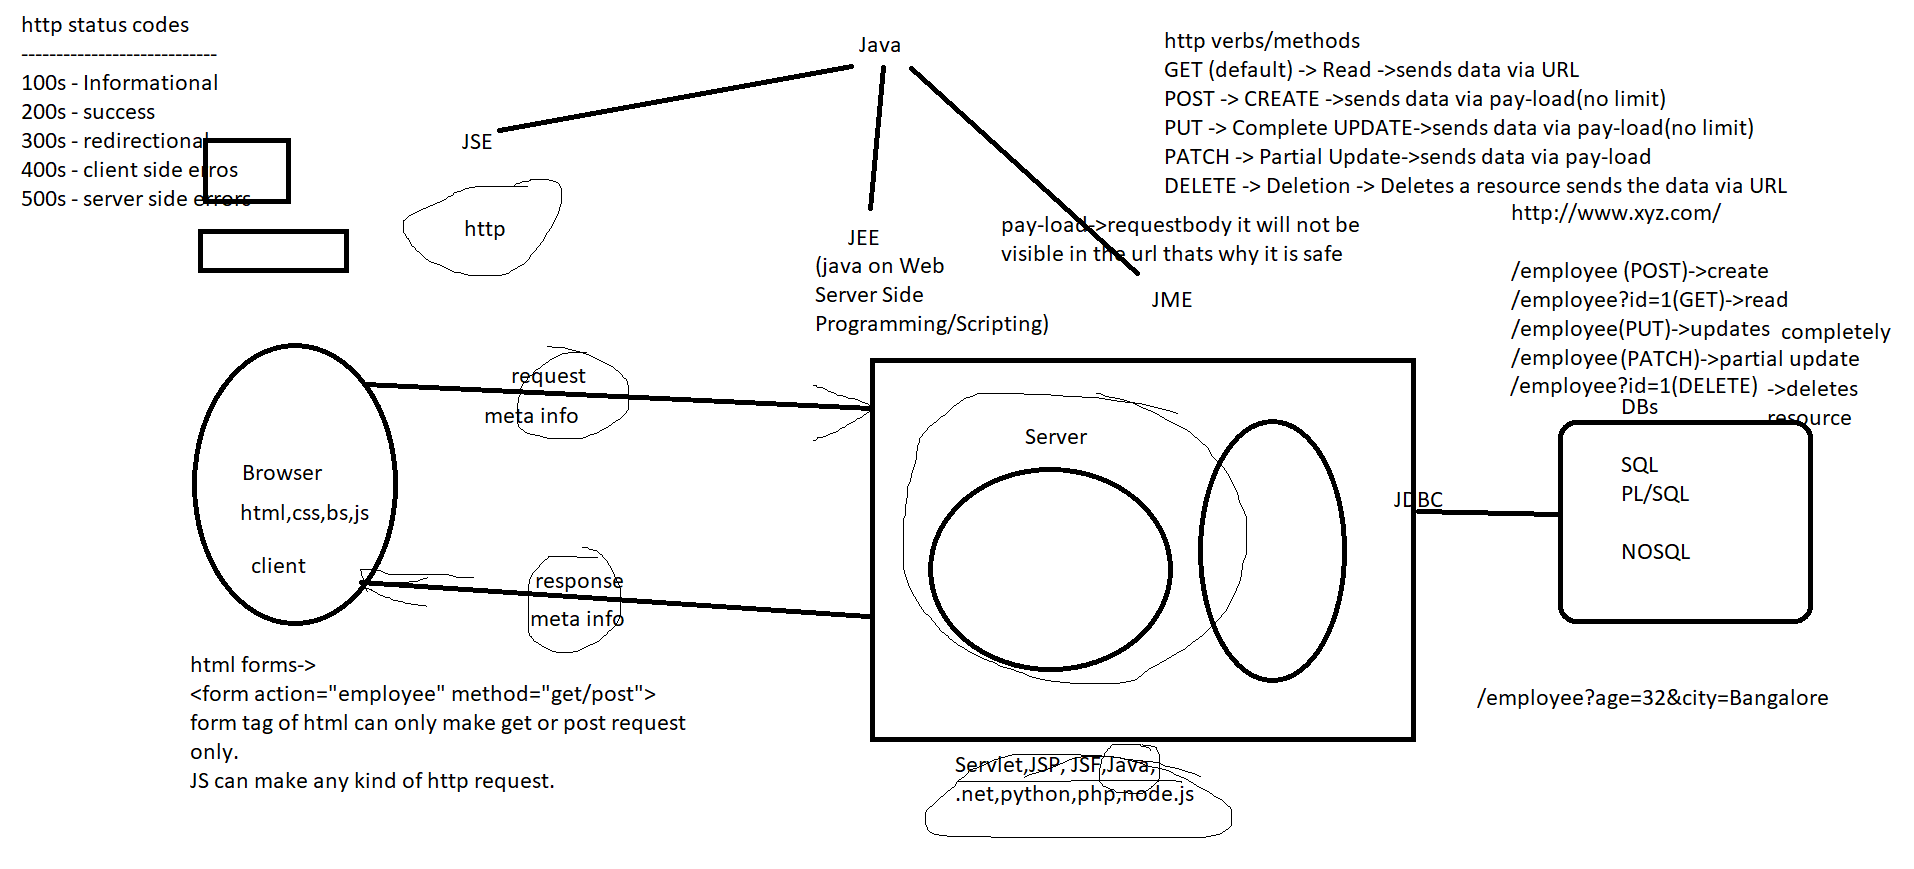 http status codes
----------------------------
100s - Informational
200s - success
300s - redirectional
400s - client side erros
500s - server side errors
Java
JSE
http
JEE
(java on Web
Server Side
Programming/Scripting)
JME
http verbs/methods
GET (default) -> Read ->sends data via URL
POST -> CREATE ->sends data via pay-load(no limit)
PUT -> Complete UPDATE->sends data via pay-load(no limit)
PATCH -> Partial Update->sends data via pay-load
DELETE -> Deletion -> Deletes a resource sends the data via URL
pay-load->requestbody it will not be
visible in the url thats why it is safe
http://www.xyz.com/
/employee (POST)->create
/employee?id=1(GET)->read
/employee(PUT)->updates completely
/employee(PATCH)->partial update
/employee?id=1(DELETE) ->deletes
resource
request
meta info
Browser
html,css,bs,js
client
response
meta info
Server
JDBC
DBs
SQL
PL/SQL
NOSQL
html forms->
<form action="employee" method="get/post">
form tag of html can only make get or post request
only.
JS can make any kind of http request.
/employee?age=32&city=Bangalore
Servlet,JSP, JSF,Java,
.net,python,php,node.js